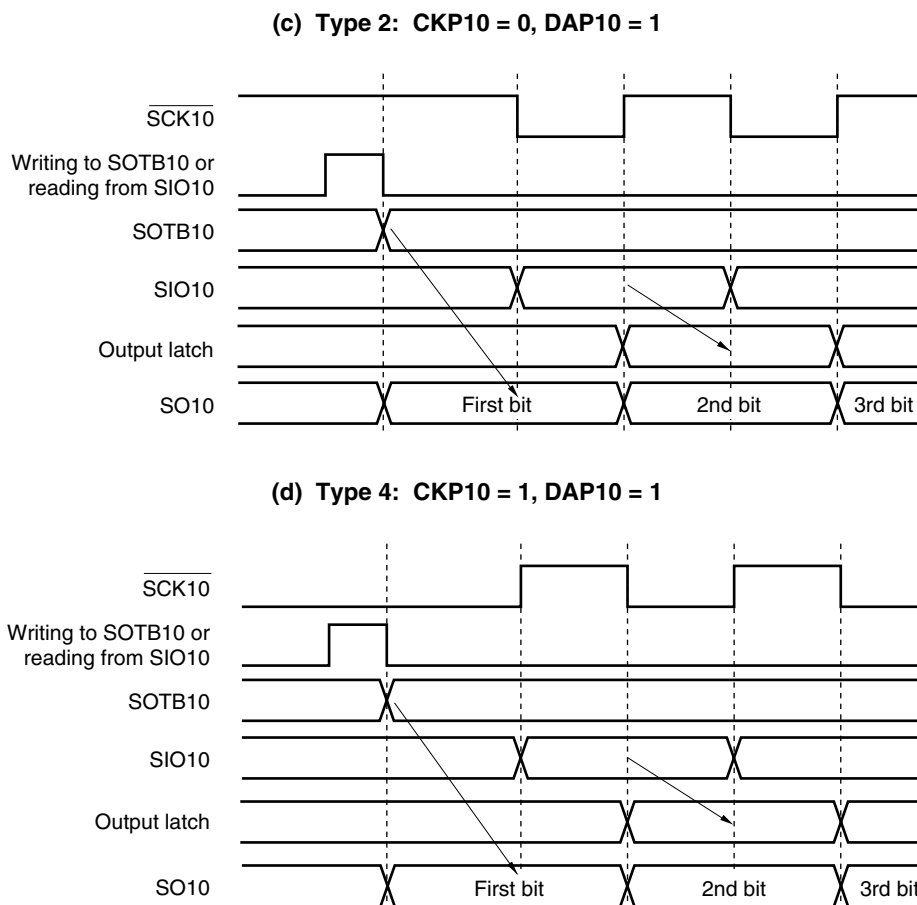 (c) Type 2: CKP10 = 0, DAP10 = 1
SCK10
Writing to SOTB10 or
reading from SIO10
SOTB10
SIO10
Output latch
SO10
First bit
2nd bit
3rd bit
(d) Type 4: CKP10 = 1, DAP10 = 1
SCK10
Writing to SOTB10 or
reading from SIO10
SOTB10
SIO10
Output latch
SO10
First bit
2nd bit
3rd bit